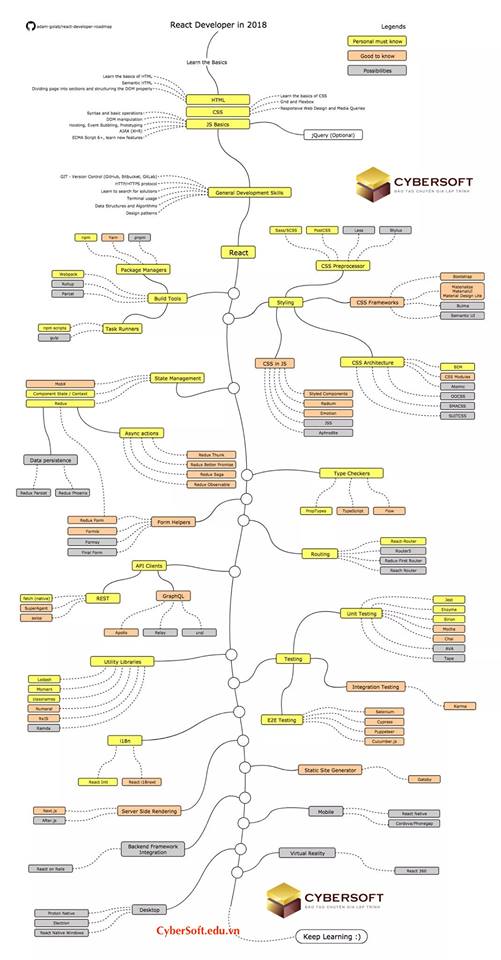 adam-golab/react-developer-roadmap
React Developer in 2018
Legends
Personal must know
Good to know
Possibilities
Learn the Basics
Learn the basics of HTML
Semantic HTML
Dividing page into sections and structuring the DOM properly
HTML
CSS
JS Basics
Learn the basics of CSS
Grid and Flexbox
Responsive Web Design and Media Queries
Syntax and basic operations
DOM manipulation
Hoisting, Event Bubbling, Prototyping
AJAX (XHR)
ECMA Script 6+, learn new features
jQuery (Optional)
CYBERSOFT
ĐÀO TẠO CHUYÊN GIA LẬP TRÌNH
GIT - Version Control (GitHub, Bitbucket, GitLab)
HTTP/HTTPS protocol
Learn to search for solutions
Terminal usage
Data Structures and Algorithms
Design patterns
General Development Skills
React
npm
Yarn
pnpm
Package Managers
Webpack
Rollup
Parcel
Build Tools
npm scripts
gulp
Task Runners
Sass/SCSS
PostCSS
Less
Stylus
CSS Preprocessor
Styling
CSS Frameworks
Bootstrap
Materialize
Material UI
Material Design Lite
Bulma
Semantic UI
CSS in JS
Styled Components
Radium
Emotion
JSS
Aphrodite
CSS Architecture
BEM
CSS Modules
Atomic
OOCSS
SMACSS
SUITCSS
State Management
MobX
Component State / Context
Redux
Async actions
Redux Thunk
Redux Better Promise
Redux Saga
Redux Observable
Data persistence
Redux Persist
Redux Phoenix
Type Checkers
PropTypes
TypeScript
Flow
Form Helpers
Redux Form
Formik
Formsy
Final Form
Routing
React-Router
Router5
Redux-First Router
Reach Router
API Clients
REST
fetch (native)
SuperAgent
axios
GraphQL
Apollo
Relay
urql
Utility Libraries
Lodash
Moment
classnames
Numeral
RxJS
Ramda
Testing
Unit Testing
Jest
Enzyme
Sinon
Mocha
Chai
AVA
Tape
Integration Testing
Karma
E2E Testing
Selenium
Cypress
Puppeteer
Cucumber.js
i18n
React Intl
React i18next
Static Site Generator
Gatsby
Server Side Rendering
Next.js
After.js
Mobile
React Native
Cordova/Phonegap
Backend Framework
Integration
React on Rails
Virtual Reality
React 360
Desktop
Proton Native
Electron
React Native Windows
CYBERSOFT
ĐÀO TẠO CHUYÊN GIA LẬP TRÌNH
CyberSoft.edu.vn
Keep Learning :)